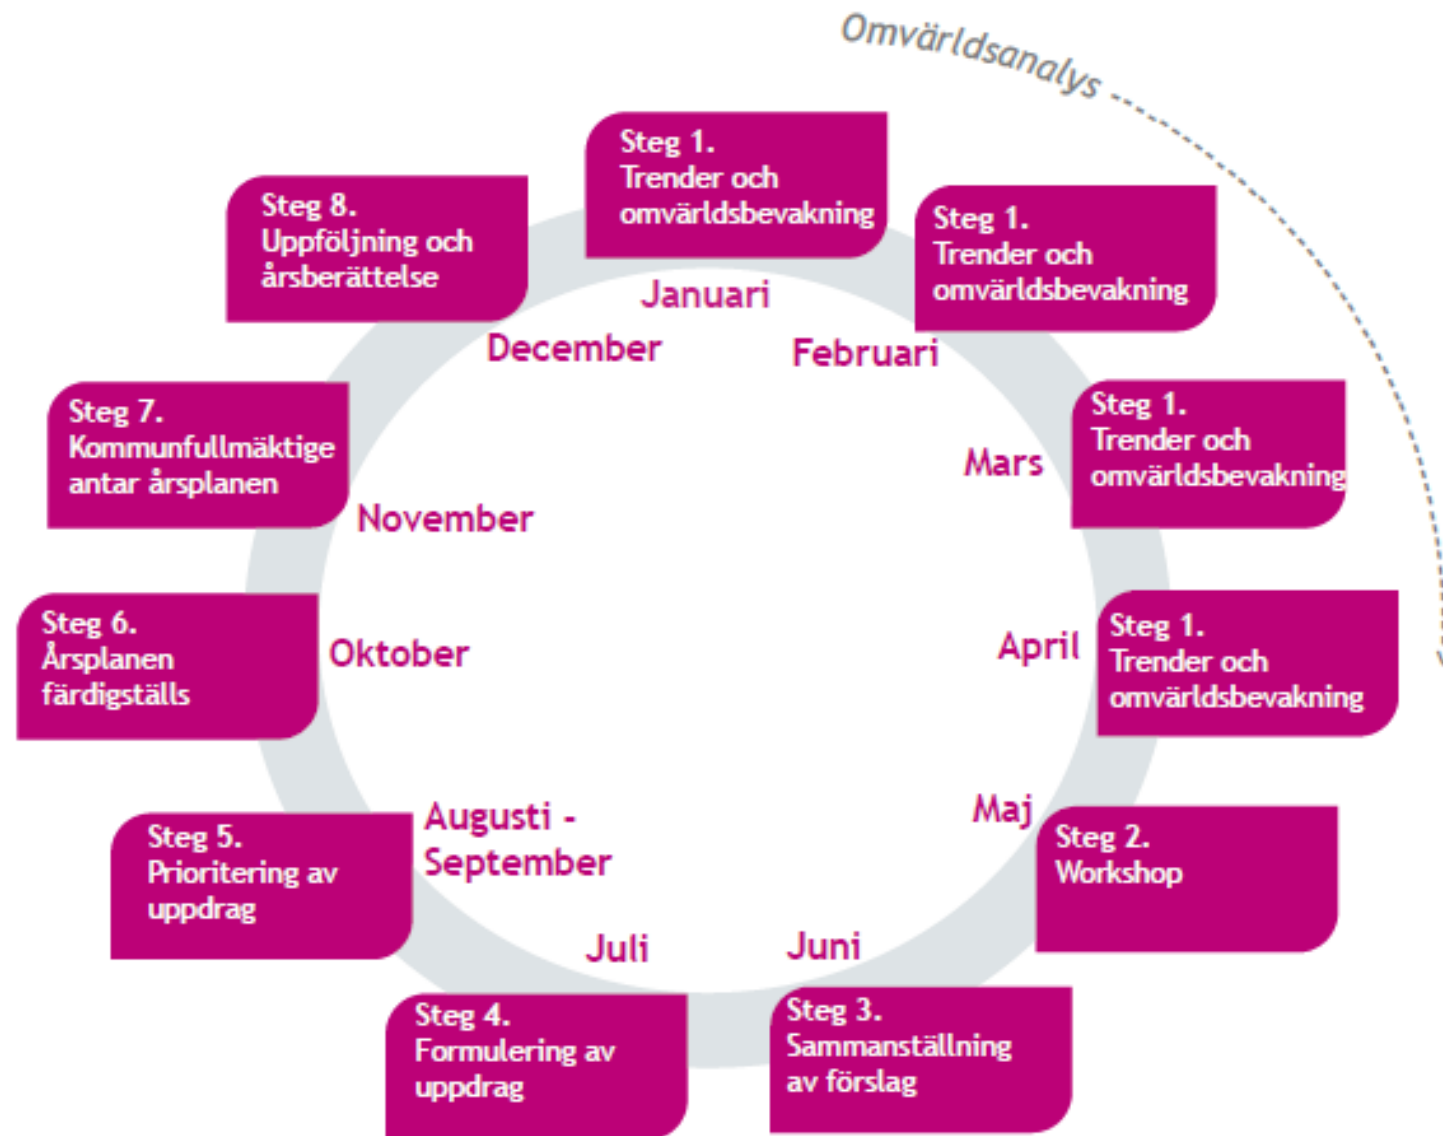 Omvärldsanalys
Steg 1.
Trender och
omvärldsbevakning
Januari
Steg 1.
Trender och
omvärldsbevakning
Februari
Steg 1.
Trender och
omvärldsbevakning
Mars
Steg 1.
Trender och
omvärldsbevakning
April
Steg 2.
Workshop
Maj
Steg 3.
Sammanställning
av förslag
Juni
Steg 4.
Formulering av
uppdrag
Juli
Steg 5.
Prioritering av
uppdrag
Augusti -
September
Steg 6.
Årsplanen
färdigställs
Oktober
Steg 7.
Kommunfullmäktige
antar årsplanen
November
Steg 8.
Uppföljning och
årsberättelse
December